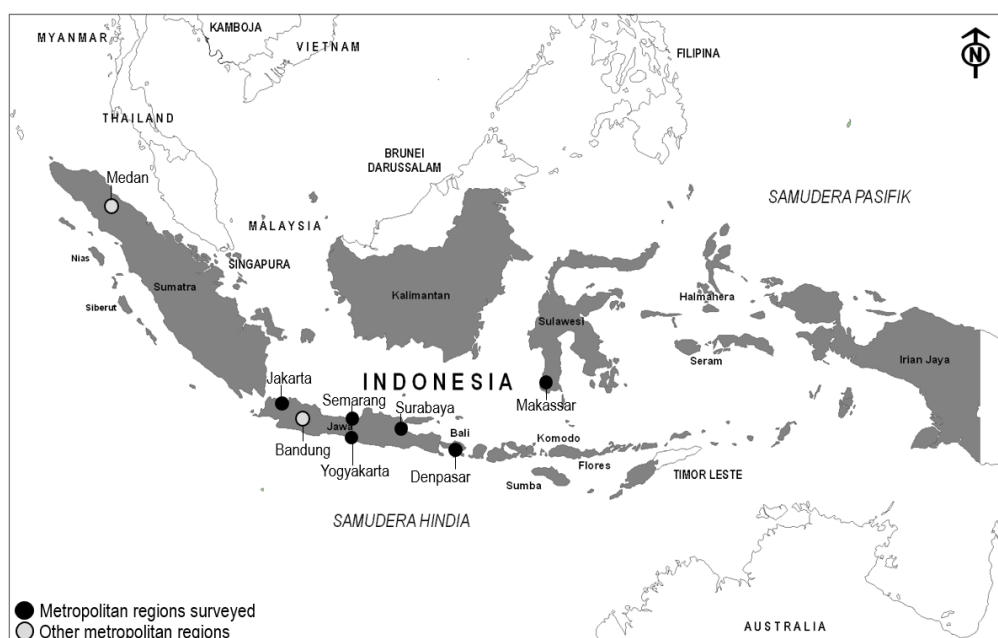 KAMBOJA
MYANMAR
VIETNAM
FILIPINA
N
THAILAND
BRUNEI
DARUSSALAM
Medan
SAMUDERA PASIFIK
MALAYSIA
Nias
SINGAPURA
Sumatra
Kalimantan
Halmahera
Siberut
Sulawesi
Seram
Irian Jaya
Jakarta
INDONESIA
Semarang
Surabaya
Makassar
Jawa
Bali
Komodo
Bandung
Yogyakarta
Flores
Denpasar
Sumba
TIMOR LESTE
SAMUDERA HINDIA
Metropolitan regions surveyed
Other metropolitan regions
AUSTRALIA